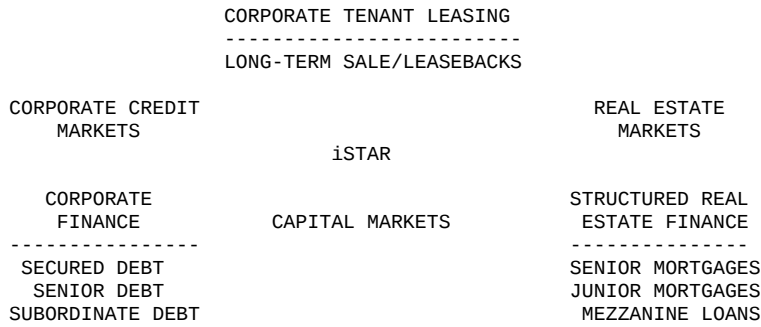 CORPORATE TENANT LEASING
-------------------------
LONG-TERM SALE/LEASEBACKS
CORPORATE CREDIT REAL ESTATE
MARKETS MARKETS
iSTAR
CORPORATE STRUCTURED REAL
FINANCE CAPITAL MARKETS ESTATE FINANCE
---------------- ---------------
SECURED DEBT SENIOR MORTGAGES
SENIOR DEBT JUNIOR MORTGAGES
SUBORDINATE DEBT MEZZANINE LOANS